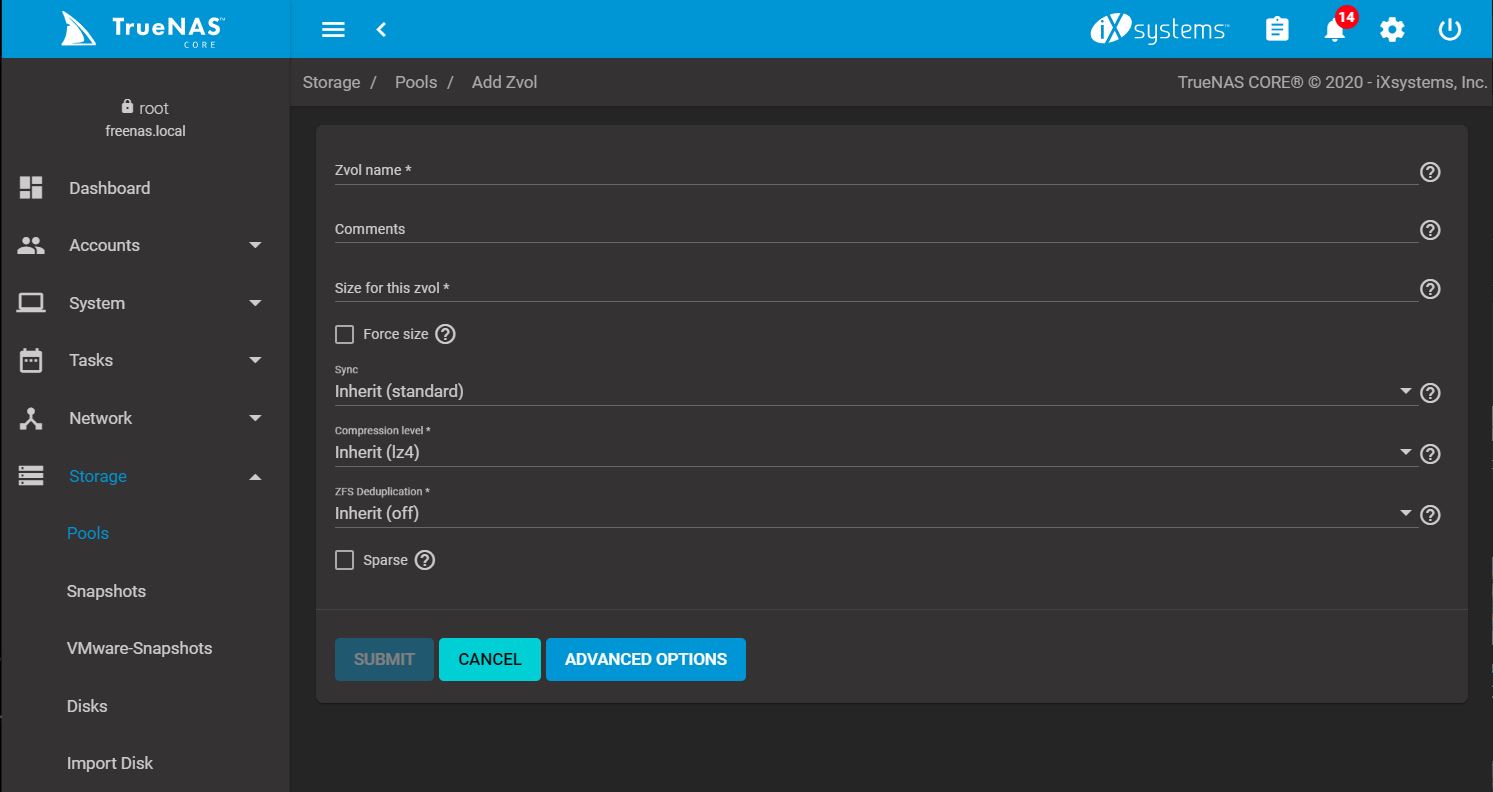 TrueNAS™
CORE
iXsystems™
14
Storage / Pools / Add Zvol
TrueNAS CORE® © 2020 - iXsystems, Inc.
root
freenas.local
Dashboard
Accounts
System
Tasks
Network
Storage
Pools
Snapshots
VMware-Snapshots
Disks
Import Disk
Zvol name *
Comments
Size for this zvol *
Force size
Sync
Inherit (standard)
Compression level *
Inherit (lz4)
ZFS Deduplication *
Inherit (off)
Sparse
SUBMIT CANCEL ADVANCED OPTIONS